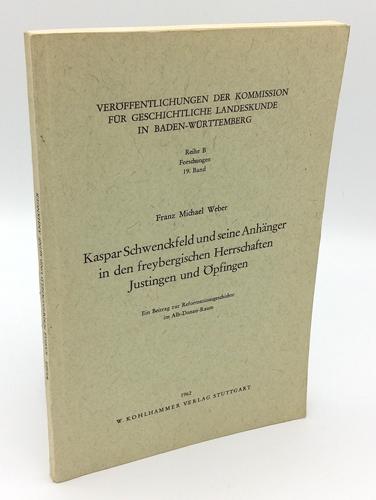 VERÖFFENTLICHUNGEN DER KOMMISSION
FÜR GESCHICHTLICHE LANDESKUNDE
IN BADEN-WÜRTTEMBERG
Reihe B
Forschungen
19. Band
Franz Michael Weber
Kaspar Schwenckfeld und seine Anhänger
in den freybergischen Herrschaften
Justingen und Öpfingen
Ein Beitrag zur Reformationsgeschichte
im Alb-Donau-Raum
1962
W. KOHLHAMMER VERLAG STUTTGART